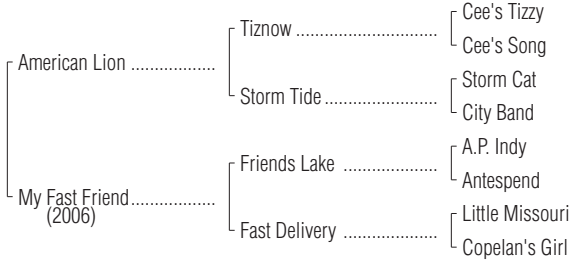 Cee's Tizzy
Tiznow
Cee's Song
American Lion
Storm Cat
Storm Tide
City Band
A.P. Indy
Friends Lake
Antespend
My Fast Friend
(2006)
Little Missouri
Fast Delivery
Copelan's Girl